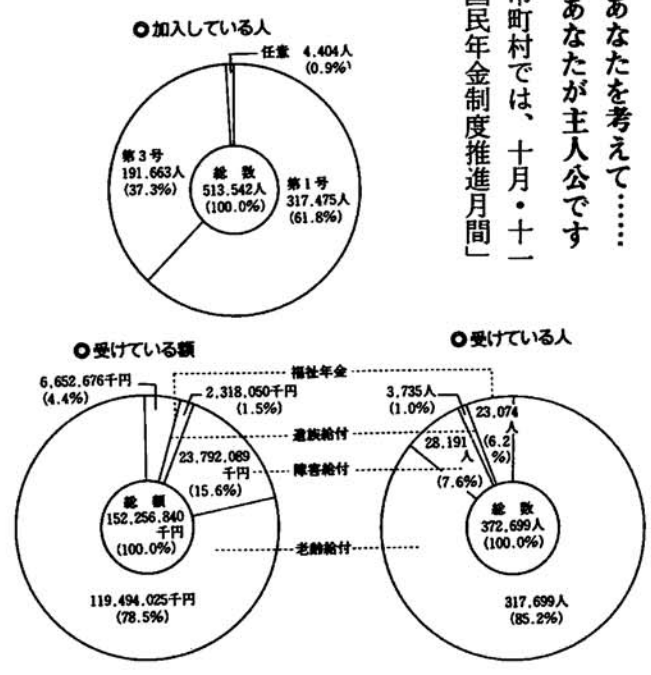 あなたを考えて……
あなたが主人公です
市町村では、十月・十一
国民年金制度推進月間」
◎加入している人
任意 4.404人
(0.9%)
第3号
191.663人
(37.3%)
総数
513.542人
(100.0%)
第1号
317.475人
(61.8%)
◎受けている額
6,652,676千円
(4.4%)
2,318,050千円
(1.5%)
23,792,089
千円
(15.6%)
総額
152,256,840
千円
(100.0%)
119,494,025千円
(78.5%)
福祉年金
遺族給付
障害給付
老齢給付
◎受けている人
3,735人
(1.0%)
23,074
人
(6.2
%)
28,191
人
(7.6%)
総数
372,699人
(100.0%)
317,699人
(85.2%)